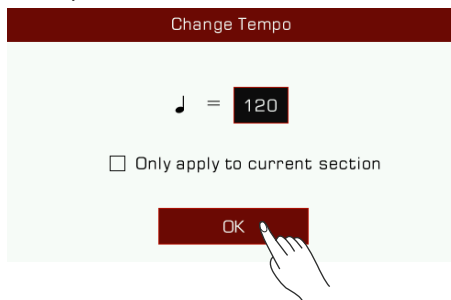 Change Tempo
♩ = 120
Only apply to current section
OK